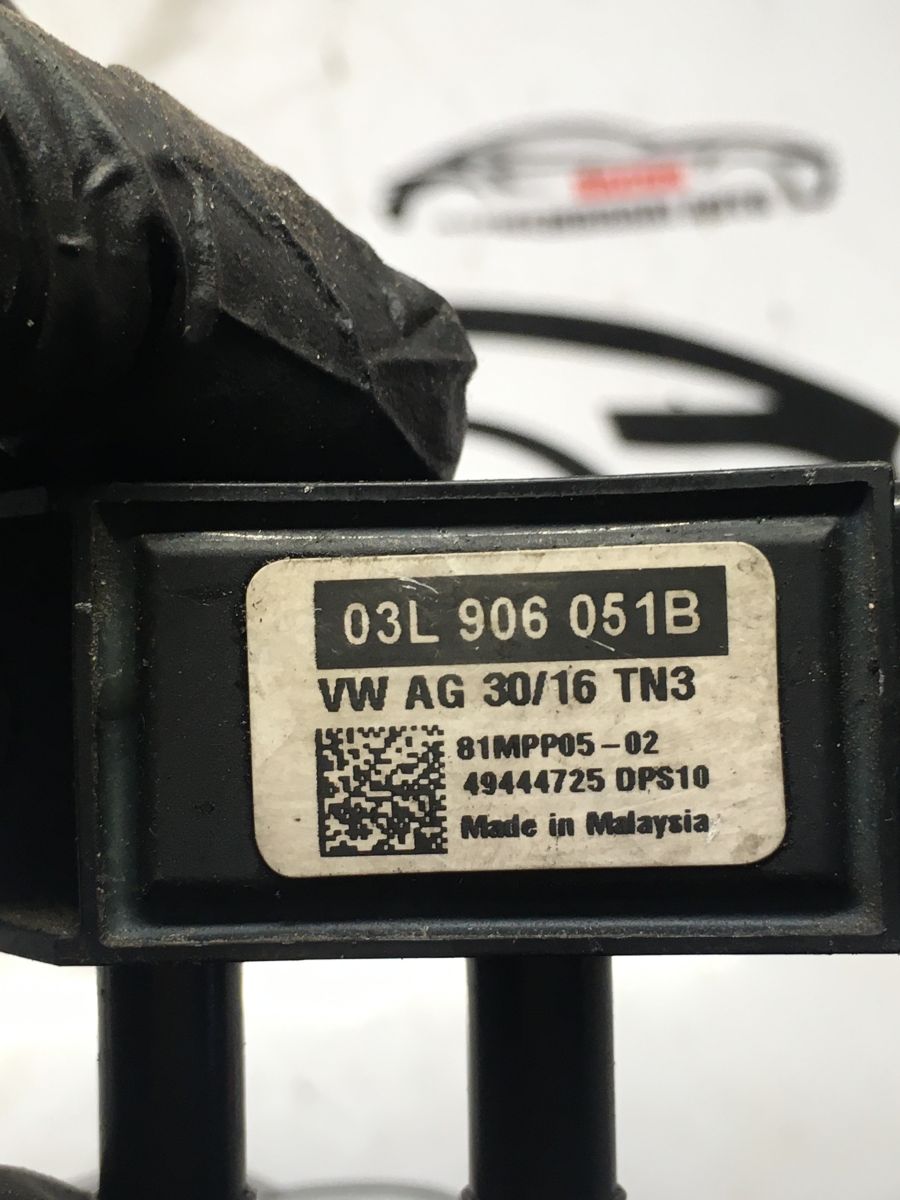 03L 906 051B
VW AG 30/16 TN3
81MPP05-02
49444725 DPS10
Made in Malaysia